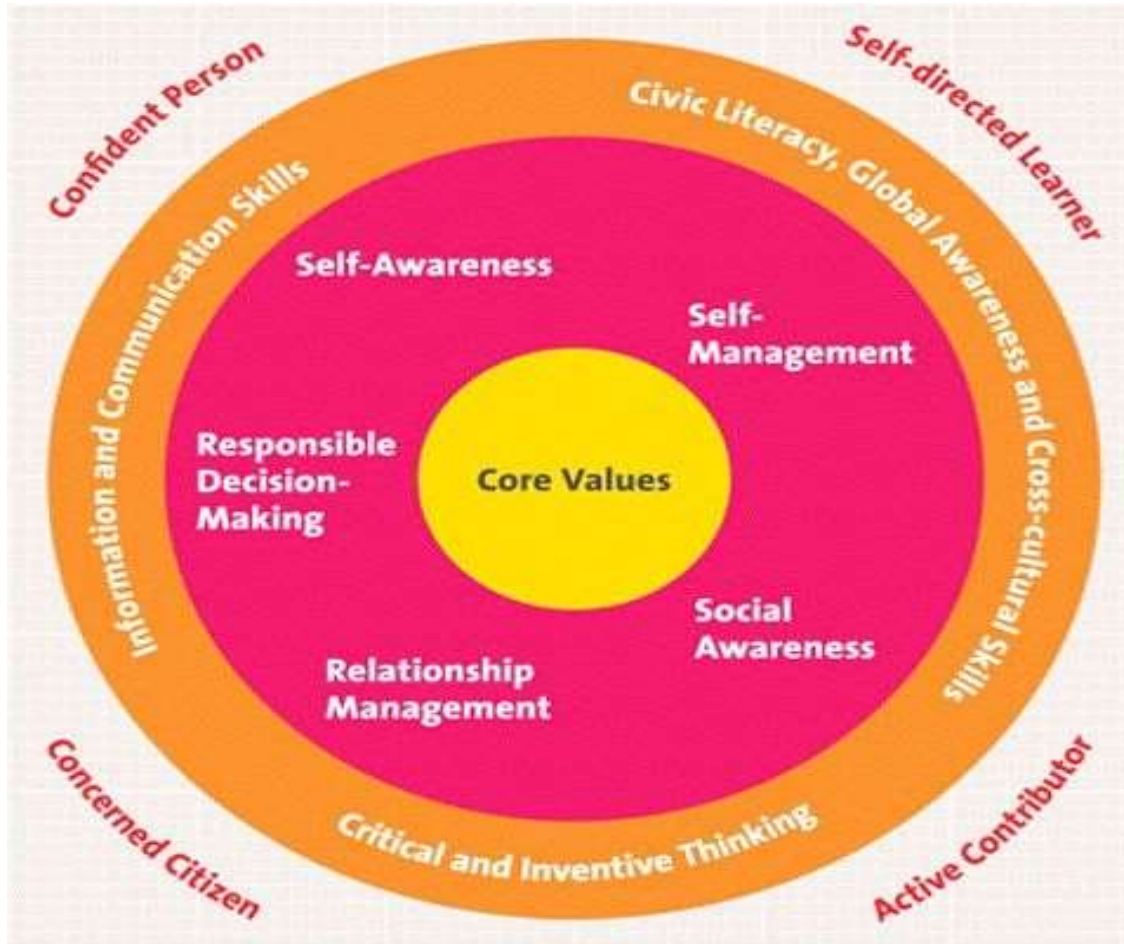 Confident Person
Self-directed Learner
Civic Literacy, Global Awareness and Cross-cultural Skills
Information and Communication Skills
Self-Awareness
Self-
Management
Responsible
Decision-
Making
Core Values
Social
Awareness
Relationship
Management
Critical and Inventive Thinking
Concerned Citizen
Active Contributor